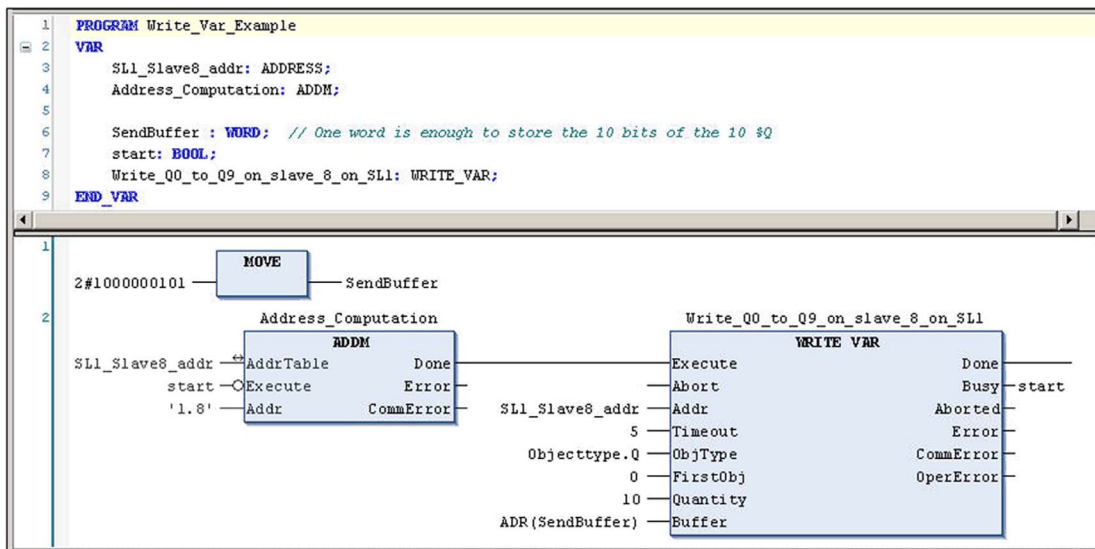 1 PROGRAM Write_Var_Example
2 VAR
3 SL1_Slave8_addr: ADDRESS;
4 Address_Computation: ADDM;
5
6 SendBuffer : WORD; // One word is enough to store the 10 bits of the 10 %Q
7 start: BOOL;
8 Write_Q0_to_Q9_on_slave_8_on_SL1: WRITE_VAR;
9 END_VAR
1
MOVE
2#1000000101 SendBuffer
2
Address_Computation Write_Q0_to_Q9_on_slave_8_on_SL1
ADDM WRITE VAR
SL1_Slave8_addr AddrTable Done Execute Done
start Execute Error Abort Busy start
'1.8' Addr CommError SL1_Slave8_addr Addr Aborted
5 Timeout Error
Objecttype.Q ObjType CommError
0 FirstObj OperError
10 Quantity
ADR(SendBuffer) Buffer